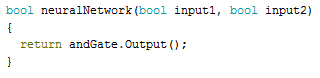 bool neuralNetwork(bool input1, bool input2)
{
  return andGate.Output();
}